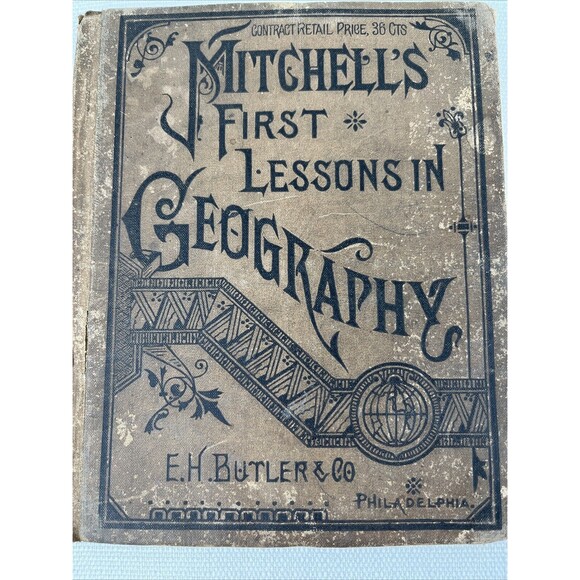 CONTRACT RETAIL PRICE, 36 CTS
MITCHELL'S
FIRST
LESSONS IN
GEOGRAPHY
E.H. BUTLER & CO
PHILADELPHIA.